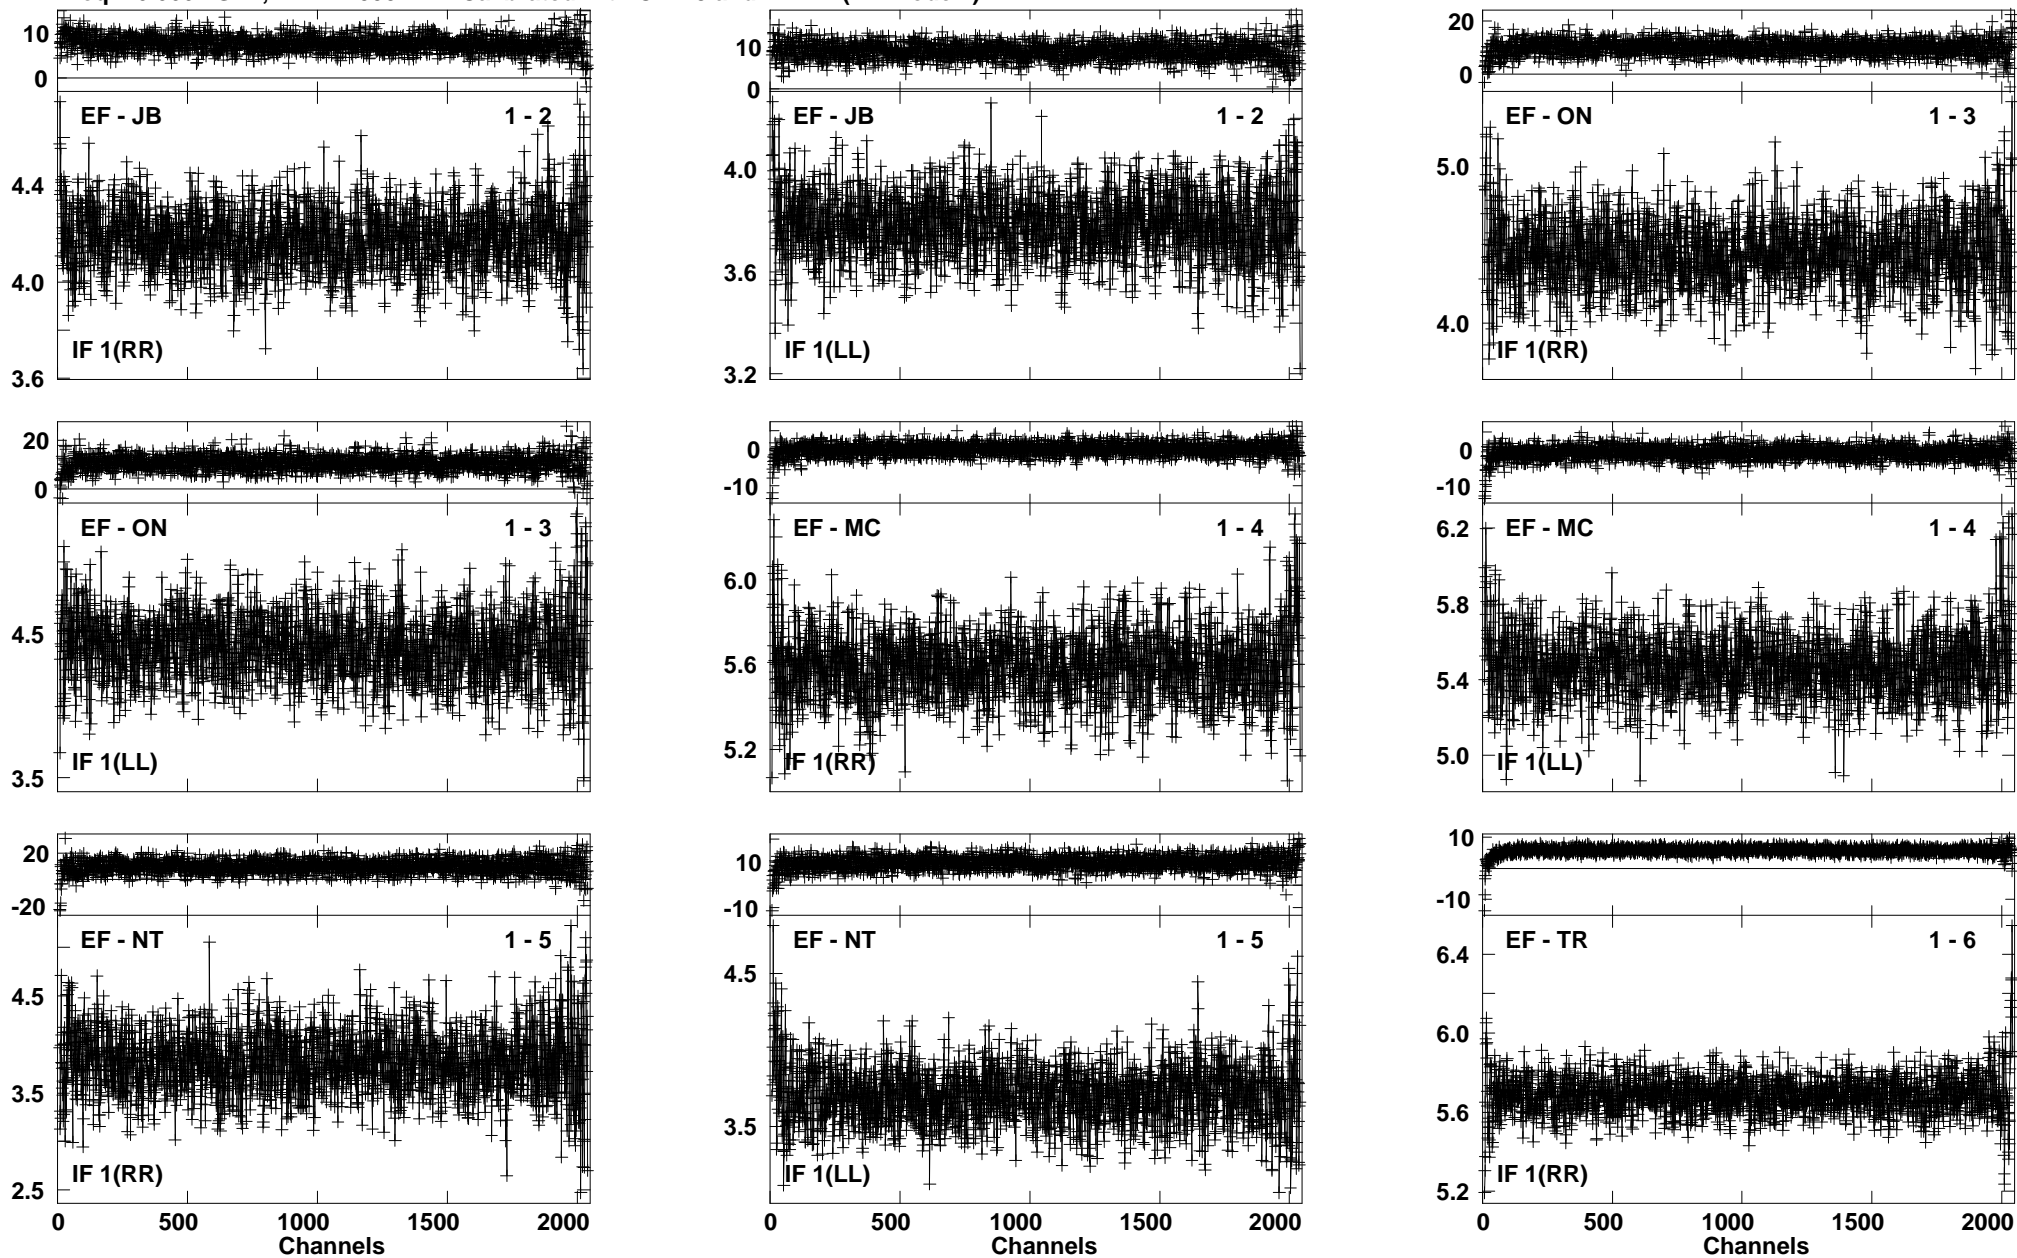 10
0
EF - JB 1 - 2
4.4
4.0
IF 1(RR)
3.6
10
0
EF - JB 1 - 2
4.0
3.6
IF 1(LL)
3.2
20
0
EF - ON 1 - 3
5.0
4.0
IF 1(RR)
20
0
EF - ON 1 - 3
4.5
IF 1(LL)
3.5
0
-10
EF - MC 1 - 4
6.0
5.6
5.2
IF 1(RR)
0
-10
EF - MC 1 - 4
6.2
5.8
5.4
5.0
IF 1(LL)
20
-20
EF - NT 1 - 5
4.5
3.5
IF 1(RR)
2.5
0 500 1000 1500 2000
Channels
10
-10
EF - NT 1 - 5
4.5
3.5
IF 1(LL)
0 500 1000 1500 2000
Channels
10
-10
EF - TR 1 - 6
6.4
6.0
5.6
IF 1(RR)
5.2
0 500 1000 1500 2000
Channels